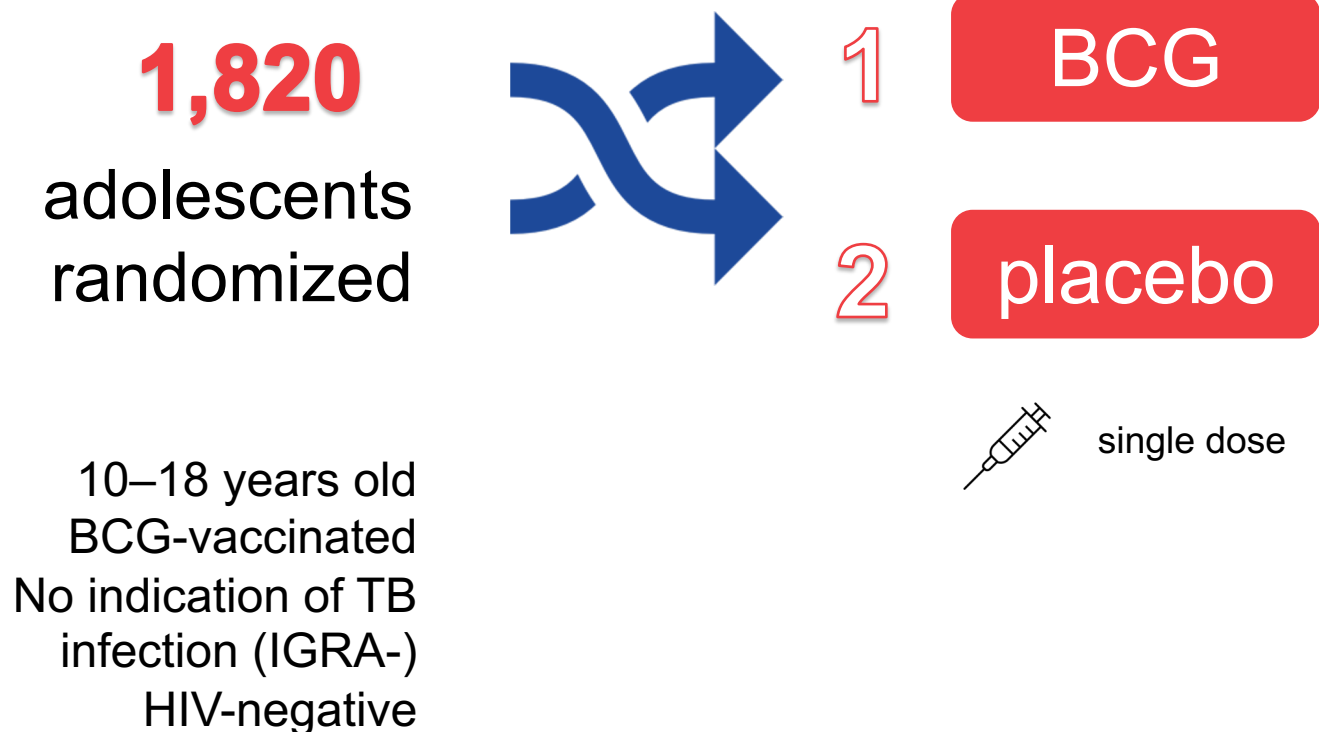 1,820
adolescents
randomized
1
BCG
2
placebo
single dose
10–18 years old
BCG-vaccinated
No indication of TB
infection (IGRA-)
HIV-negative